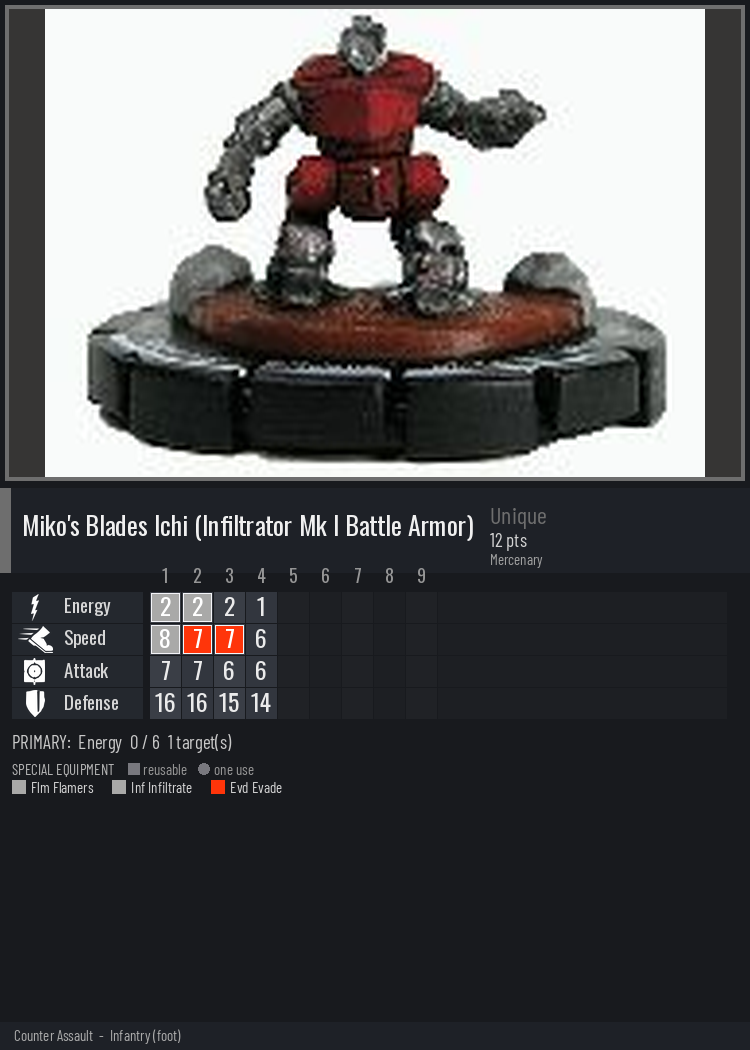 Miko's Blades Ichi (Infiltrator Mk I Battle Armor)
Unique
12 pts
Mercenary
1 2 3 4 5 6 7 8 9
Energy 2 2 2 1
Speed 8 7 7 6
Attack 7 7 6 6
Defense 16 16 15 14
PRIMARY: Energy 0 / 6 1 target(s)
SPECIAL EQUIPMENT reusable one use
Flm Flamers Inf Infiltrate Evd Evade
Counter Assault - Infantry (foot)